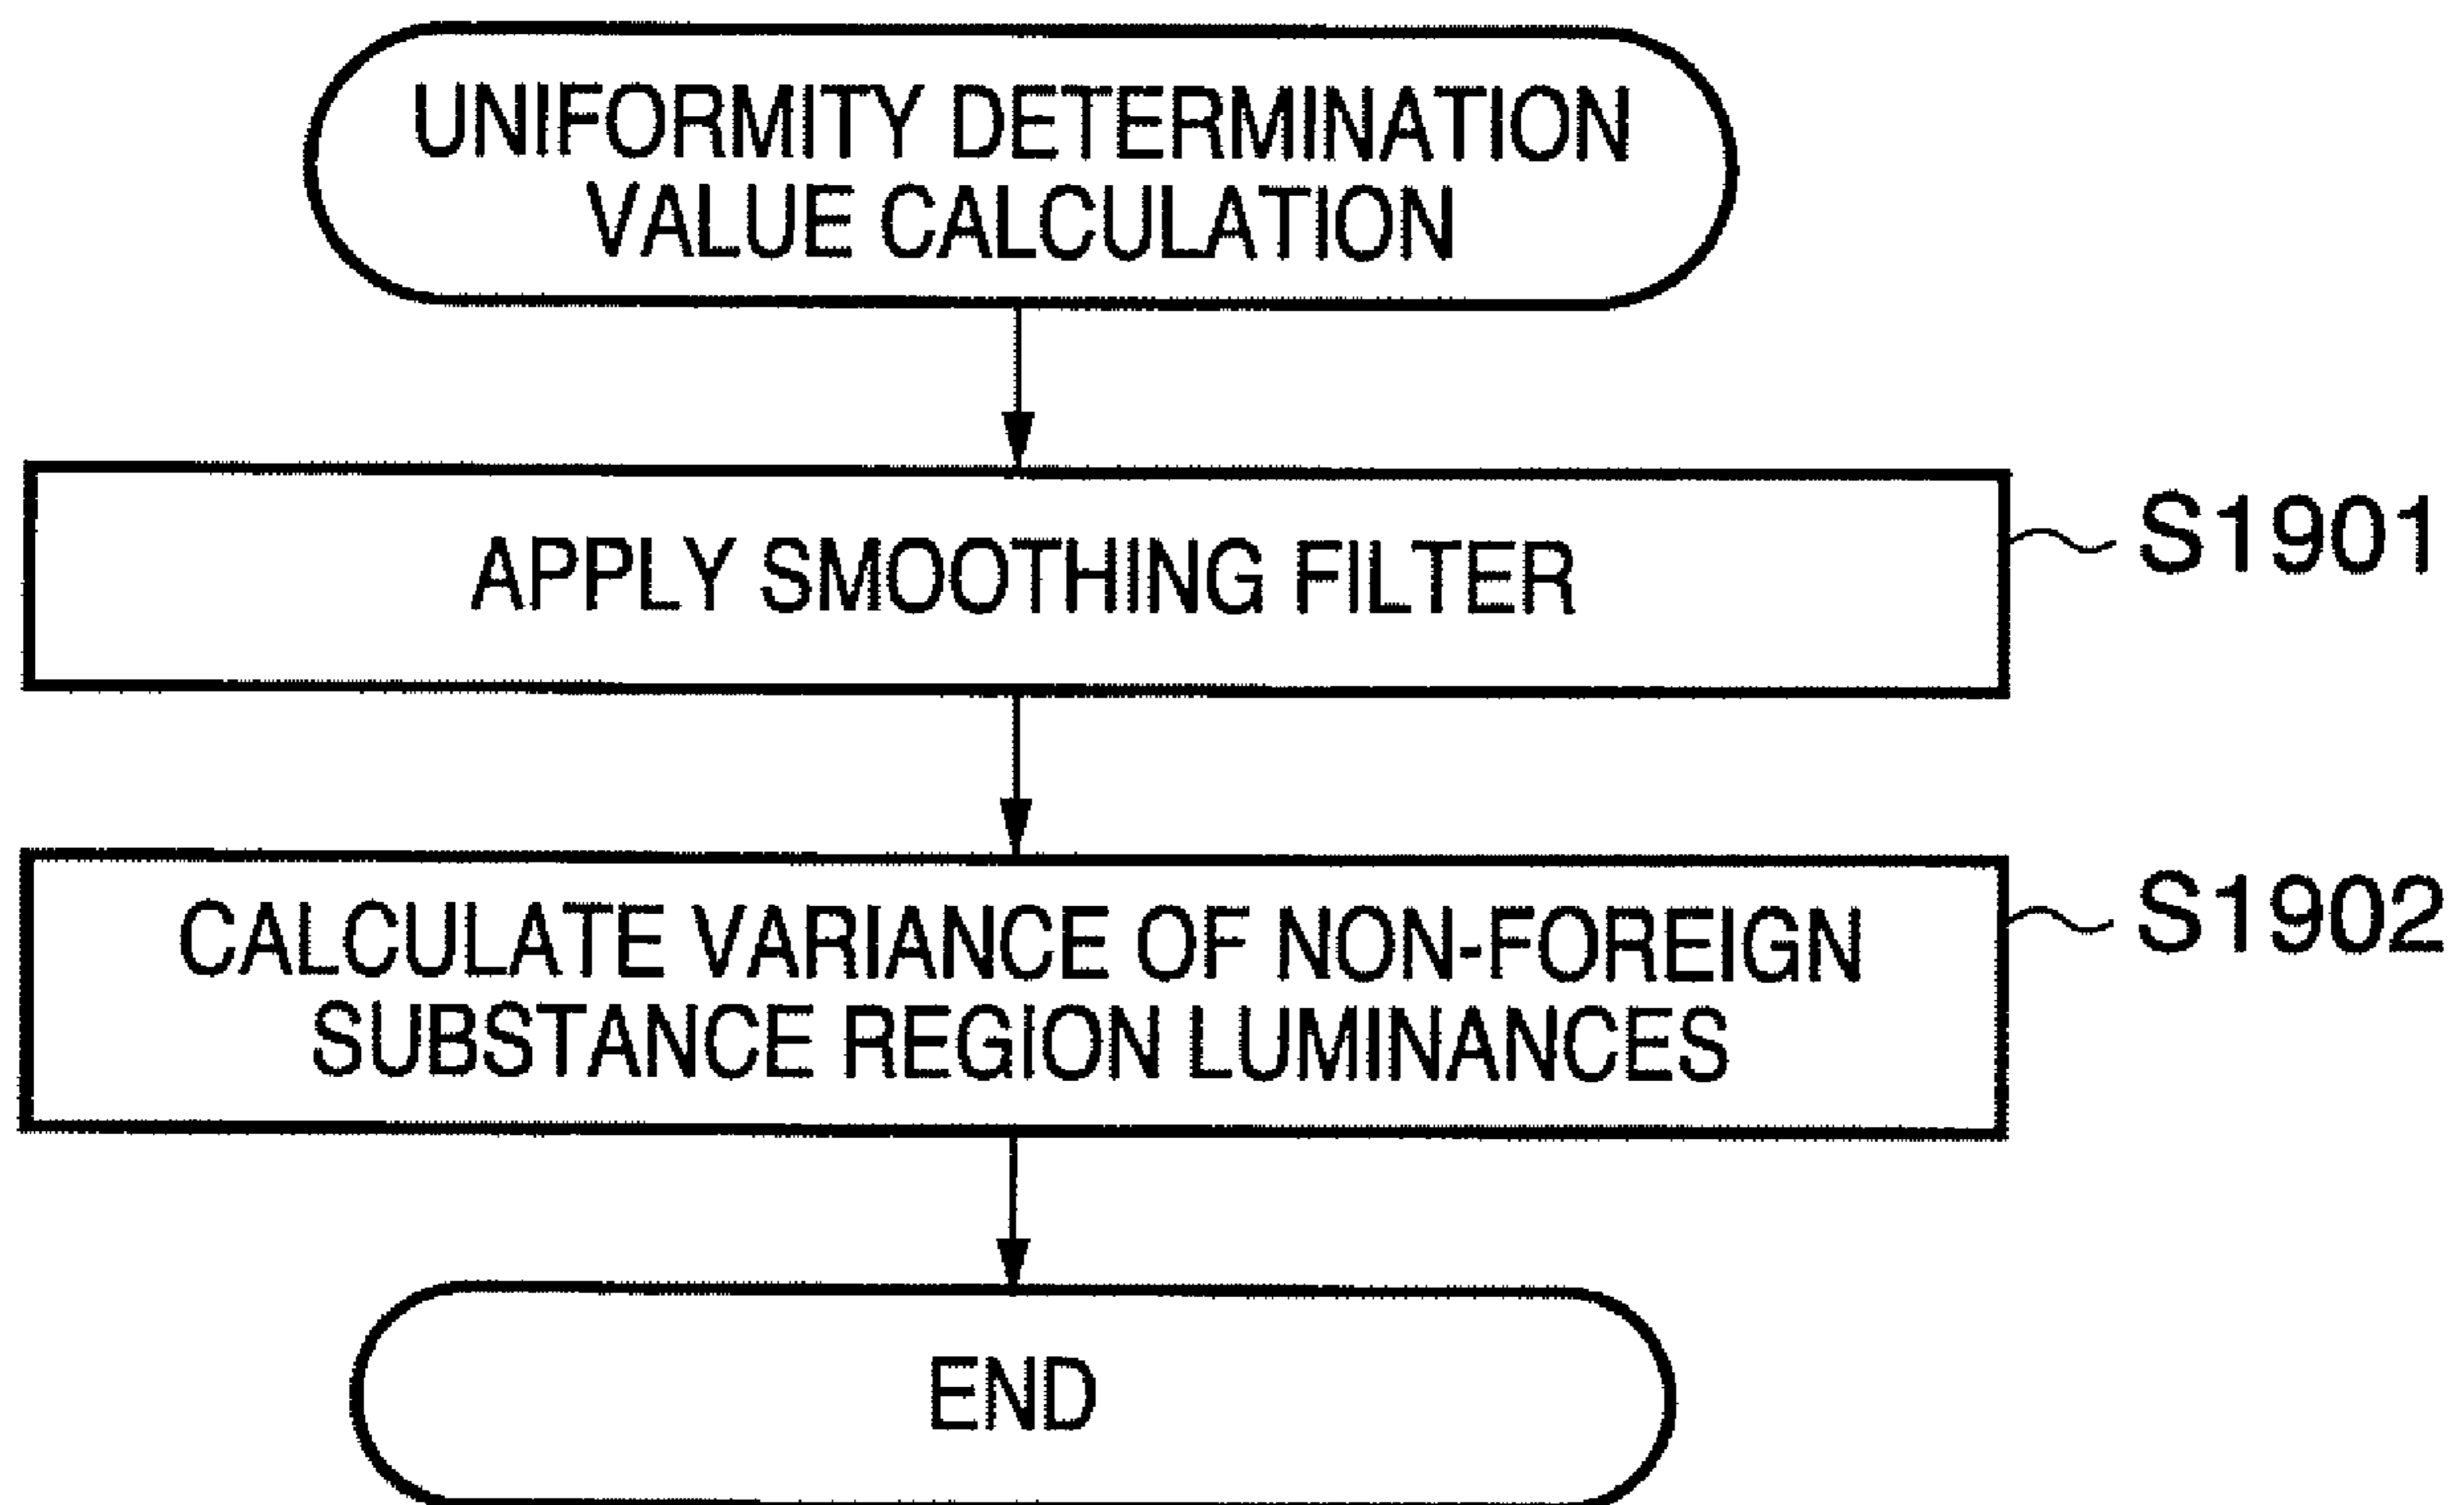 UNIFORMITY DETERMINATION
VALUE CALCULATION
APPLY SMOOTHING FILTER
S1901
CALCULATE VARIANCE OF NON-FOREIGN
SUBSTANCE REGION LUMINANCES
S1902
END